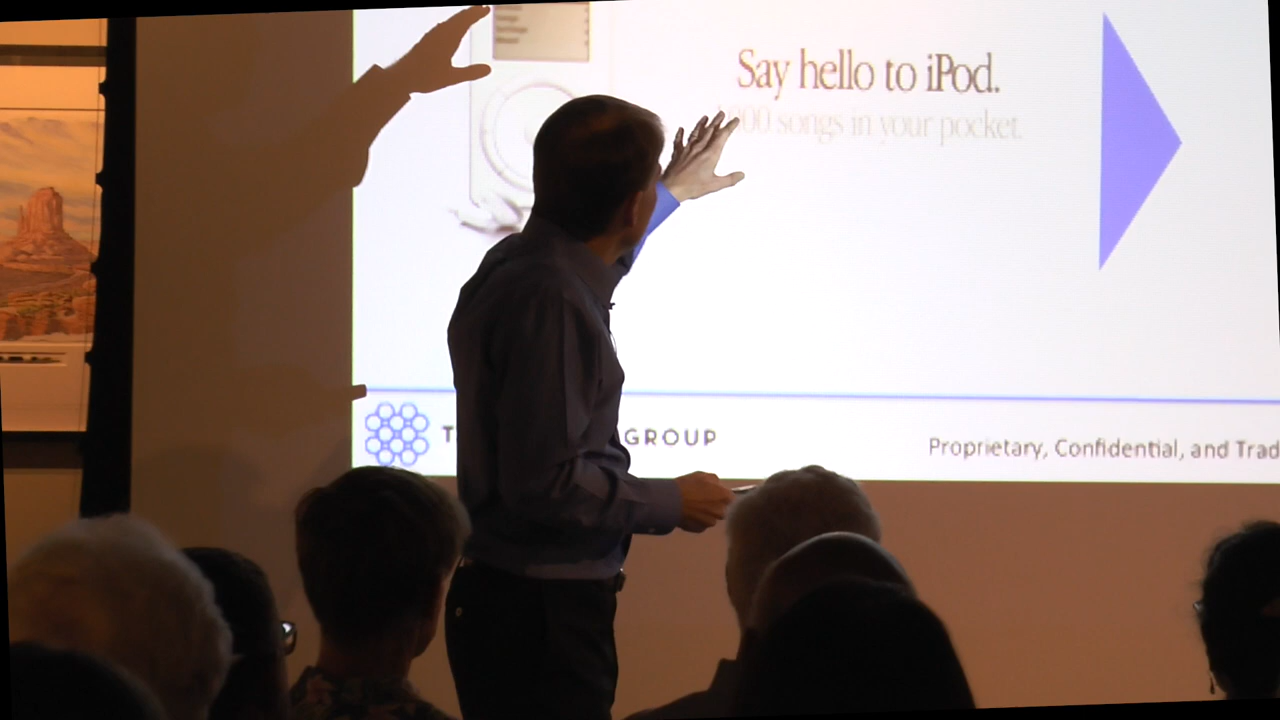 Say hello to iPod.
songs in your pocket.
GROUP
Proprietary, Confidential, and Trad